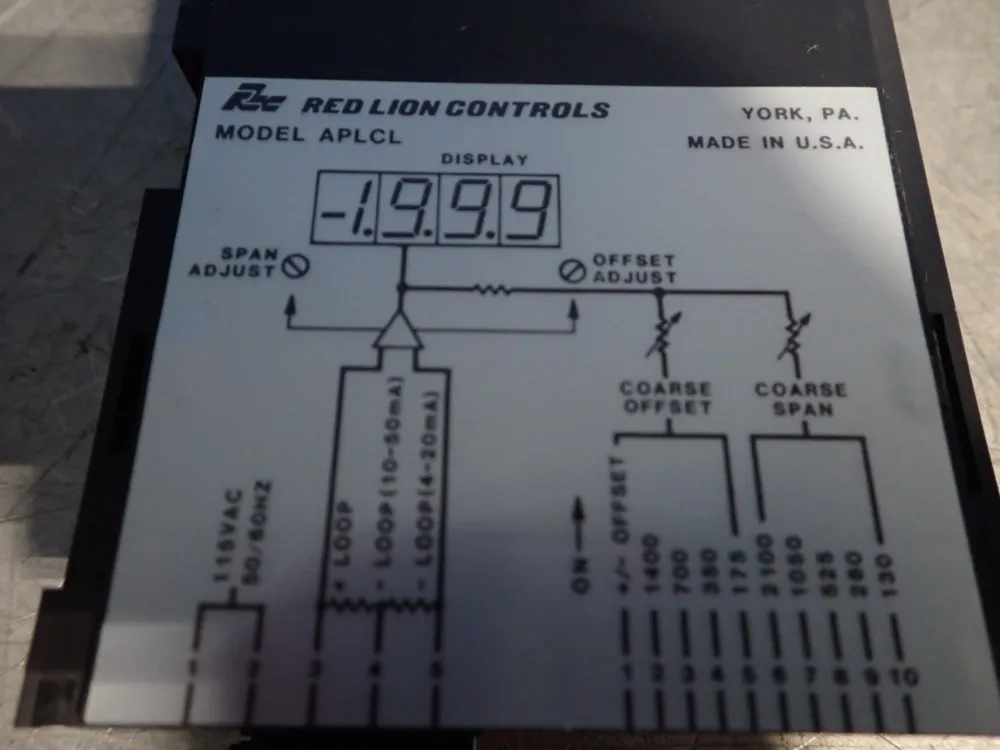 RLC RED LION CONTROLS
YORK, PA.
MODEL APLCL
MADE IN U.S.A.
DISPLAY
-1.9.9.9
SPAN
ADJUST
OFFSET
ADJUST
COARSE
OFFSET
COARSE
SPAN
115VAC
50/60HZ
+ LOOP
- LOOP(10-50mA)
- LOOP(4-20mA)
ON
+/- OFFSET
1400
700
350
175
2100
1050
525
260
130
1 2 3 4 5
1 2 3 4 5 6 7 8 9 10